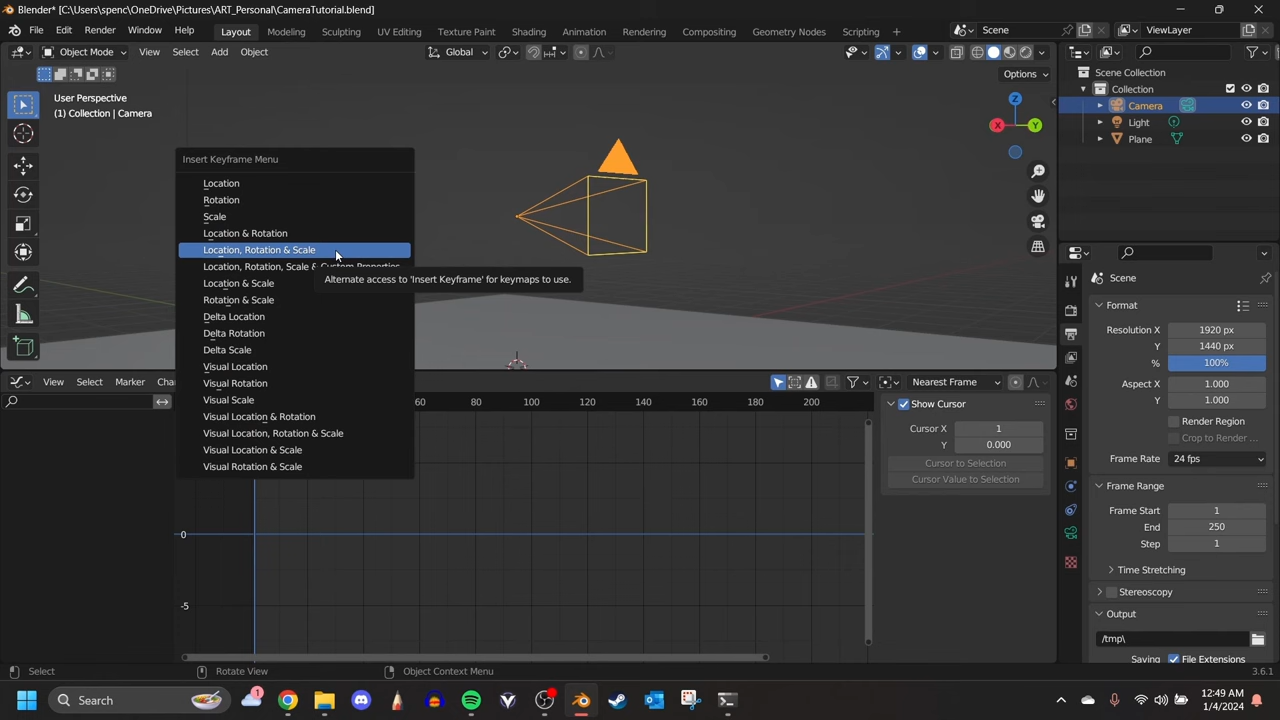 Blender* [C:\Users\spenc\OneDrive\Pictures\ART_Personal\CameraTutorial.blend]
File Edit Render Window Help Layout Modeling Sculpting UV Editing Texture Paint Shading Animation Rendering Compositing Geometry Nodes Scripting + Scene ViewLayer
Object Mode View Select Add Object Global
Options
User Perspective
(1) Collection | Camera
Z
X
Y
Scene Collection
Collection
Camera
Light
Plane
Insert Keyframe Menu
Location
Rotation
Scale
Location & Rotation
Location, Rotation & Scale
Location, Rotation, Scale & Custom Properties
Alternate access to 'Insert Keyframe' for keymaps to use.
Location & Scale
Rotation & Scale
Delta Location
Delta Rotation
Delta Scale
Visual Location
Visual Rotation
Visual Scale
Visual Location & Rotation
Visual Location, Rotation & Scale
Visual Location & Scale
Visual Rotation & Scale
View Select Marker Cha Nearest Frame
60 80 100 120 140 160 180 200
0
-5
Show Cursor
Cursor X 1
Y 0.000
Cursor to Selection
Cursor Value to Selection
Scene
Format
Resolution X 1920 px
Y 1440 px
% 100%
Aspect X 1.000
Y 1.000
Render Region
Crop to Render ...
Frame Rate 24 fps
Frame Range
Frame Start 1
End 250
Step 1
Time Stretching
Stereoscopy
Output
/tmp\
Saving File Extensions
Select Rotate View Object Context Menu 3.6.1
Search
1
12:49 AM
1/4/2024